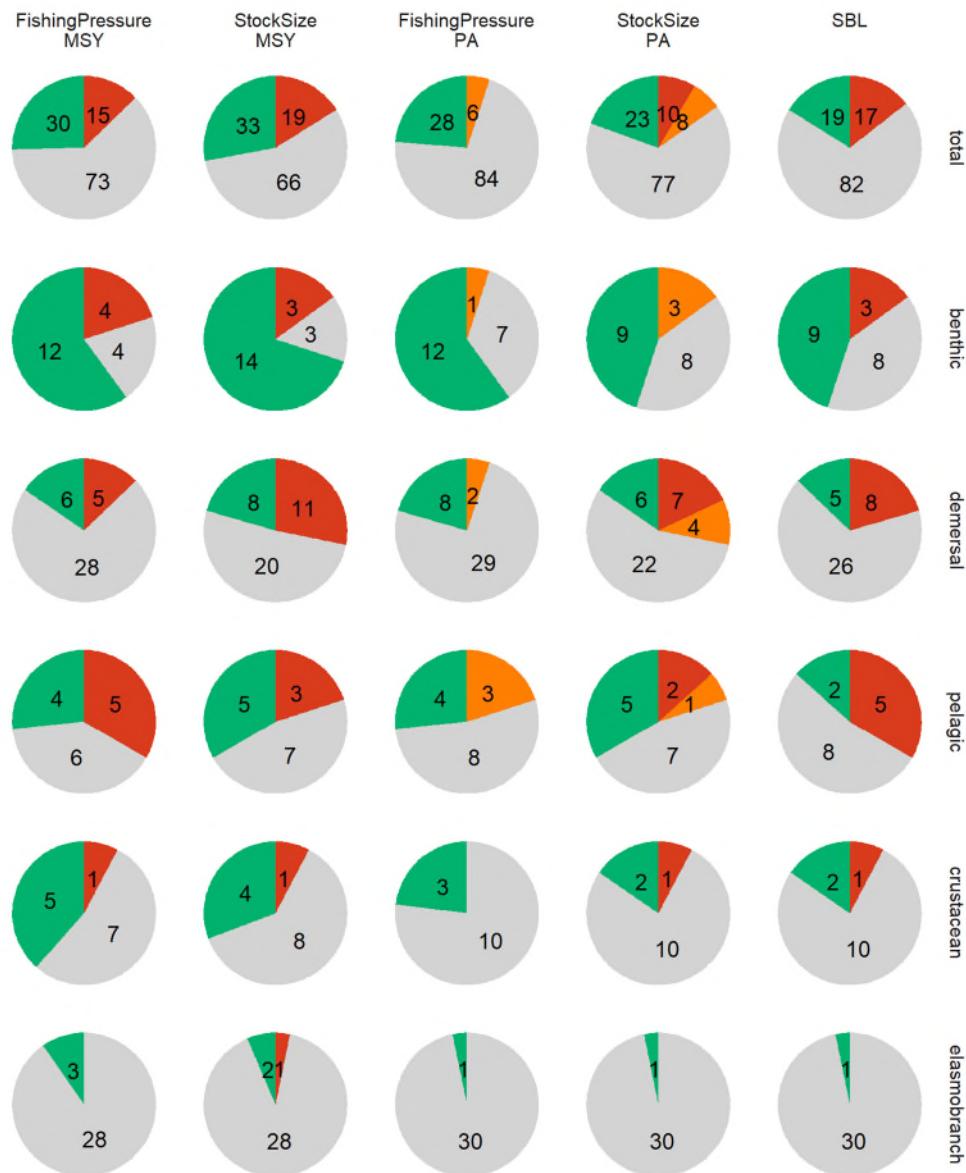 FishingPressure
MSY
StockSize
MSY
FishingPressure
PA
StockSize
PA
SBL
30 15 73
33 19 66
28 6 84
23 10 8 77
19 17 82
total
12 4 4
14 3 3
12 1 7
9 3 8
9 3 8
benthic
6 5 28
8 11 20
8 2 29
6 7 4 22
5 8 26
demersal
4 5 6
5 3 7
4 3 8
5 2 1 7
2 5 8
pelagic
5 1 7
4 1 8
3 10
2 1 10
2 1 10
crustacean
3 28
2 1 28
1 30
1 30
1 30
elasmobranch